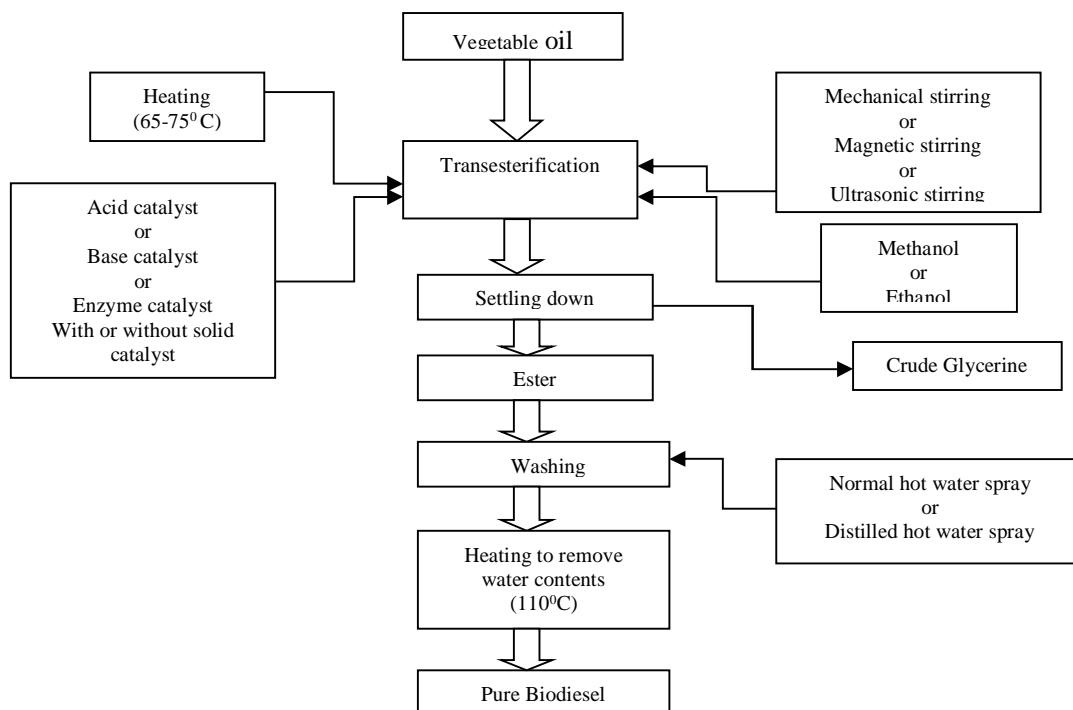 Vegetable oil
Heating
(65-75⁰ C)
Mechanical stirring
or
Magnetic stirring
or
Ultrasonic stirring
Transesterification
Acid catalyst
or
Base catalyst
or
Enzyme catalyst
With or without solid
catalyst
Methanol
or
Ethanol
Settling down
Crude Glycerine
Ester
Washing
Normal hot water spray
or
Distilled hot water spray
Heating to remove
water contents
(110⁰C)
Pure Biodiesel